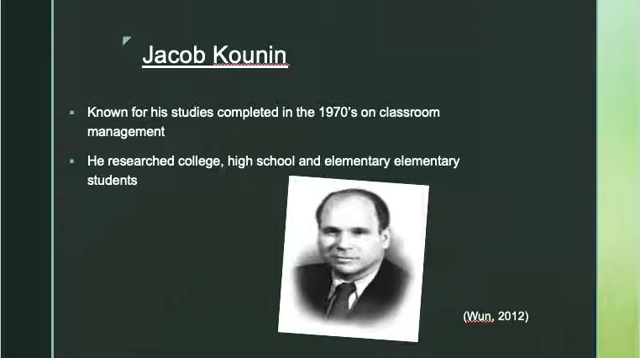 Jacob Kounin
▪ Known for his studies completed in the 1970's on classroom
management
▪ He researched college, high school and elementary elementary
students
(Wun, 2012)